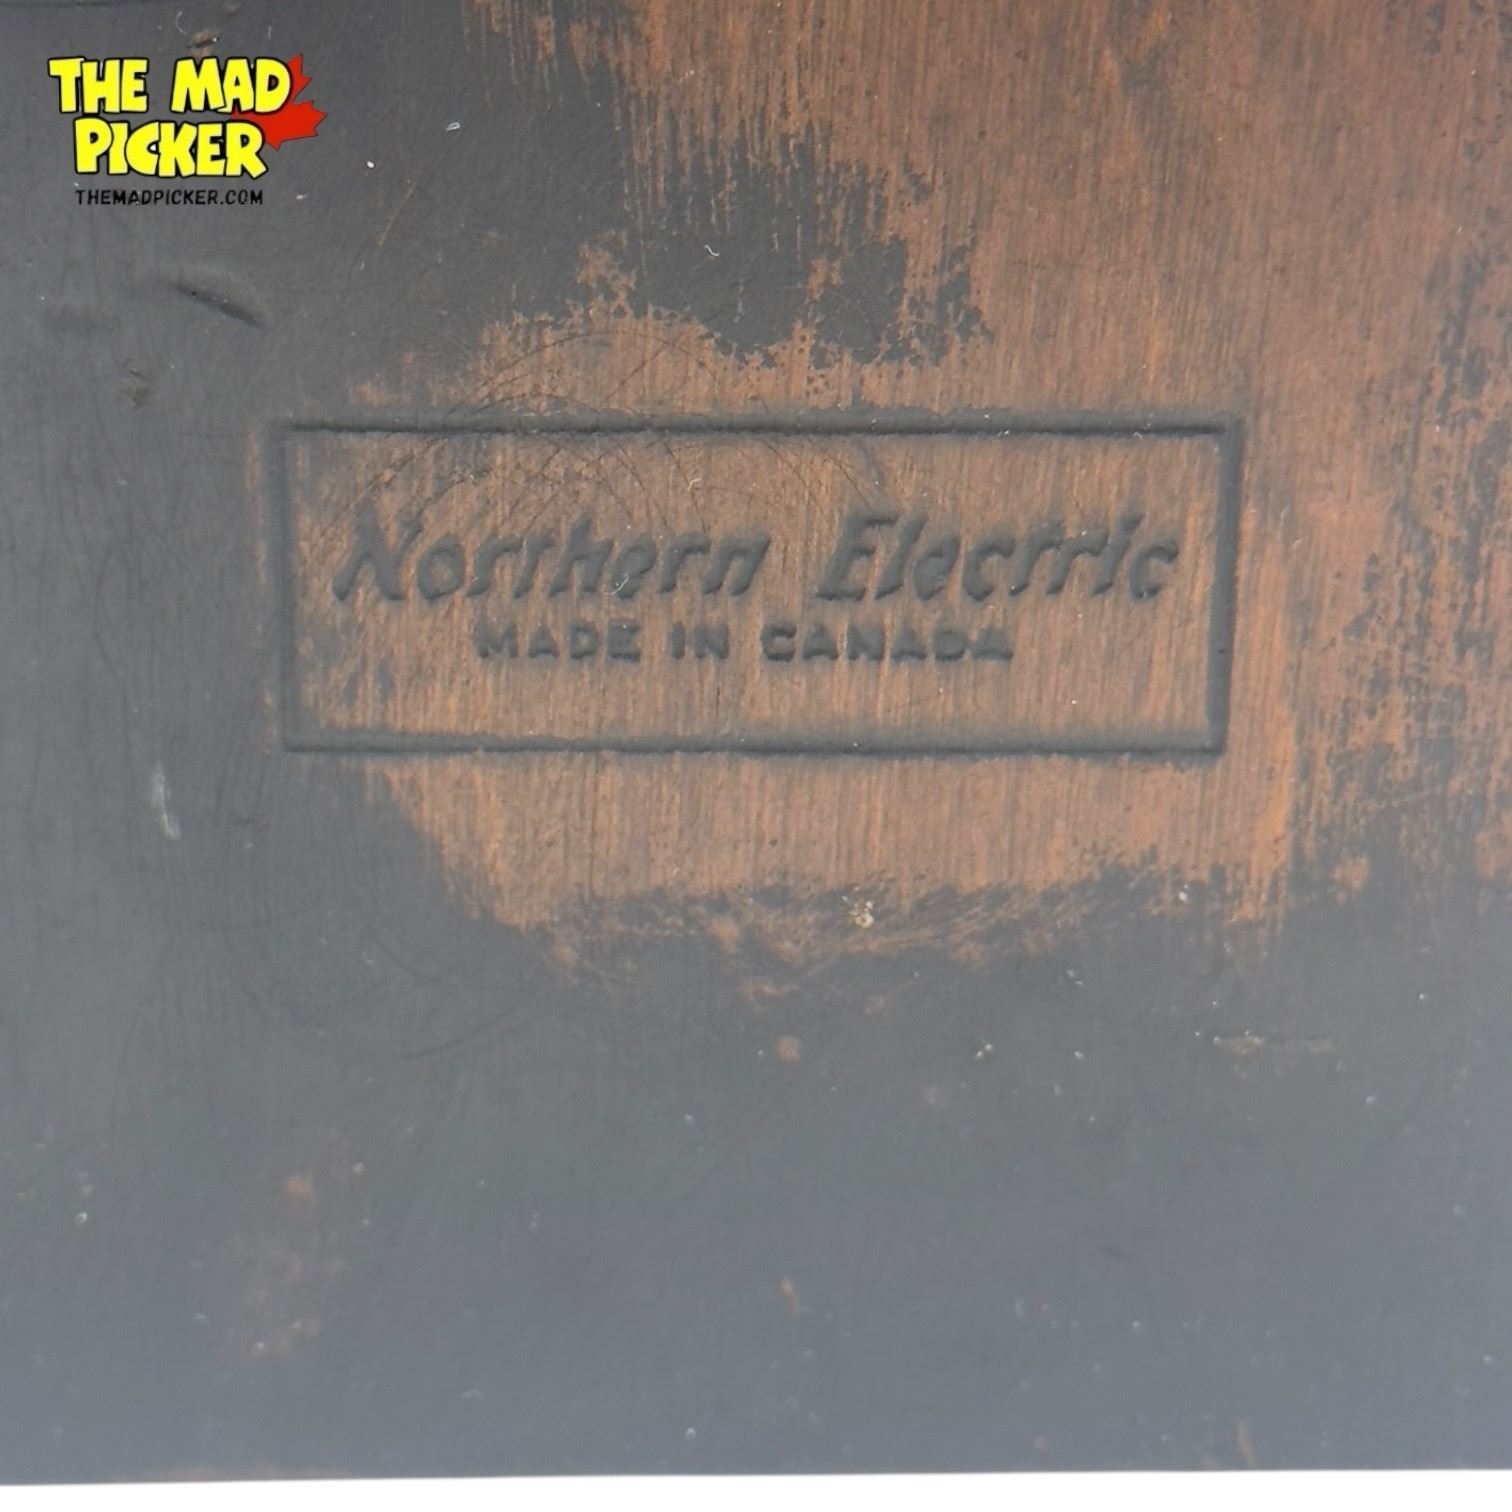 THE MAD
PICKER
THEMADPICKER.COM
Northern Electric
MADE IN CANADA